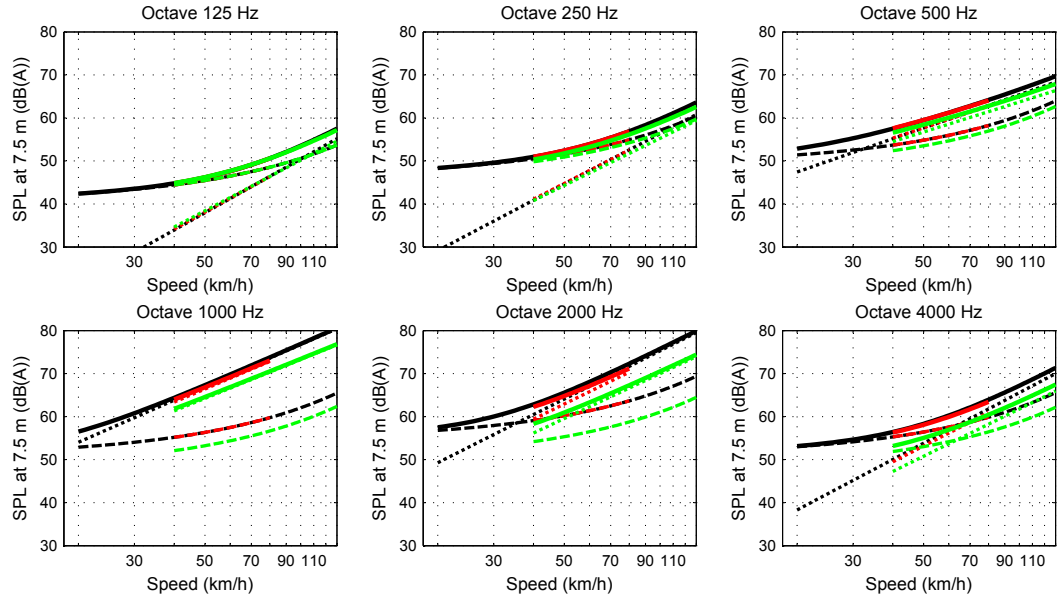 Octave 125 Hz
80
70
60
50
40
30
SPL at 7.5 m (dB(A))
30 50 70 90 110
Speed (km/h)
Octave 250 Hz
80
70
60
50
40
30
SPL at 7.5 m (dB(A))
30 50 70 90 110
Speed (km/h)
Octave 500 Hz
80
70
60
50
40
30
SPL at 7.5 m (dB(A))
30 50 70 90 110
Speed (km/h)
Octave 1000 Hz
80
70
60
50
40
30
SPL at 7.5 m (dB(A))
30 50 70 90 110
Speed (km/h)
Octave 2000 Hz
80
70
60
50
40
30
SPL at 7.5 m (dB(A))
30 50 70 90 110
Speed (km/h)
Octave 4000 Hz
80
70
60
50
40
30
SPL at 7.5 m (dB(A))
30 50 70 90 110
Speed (km/h)